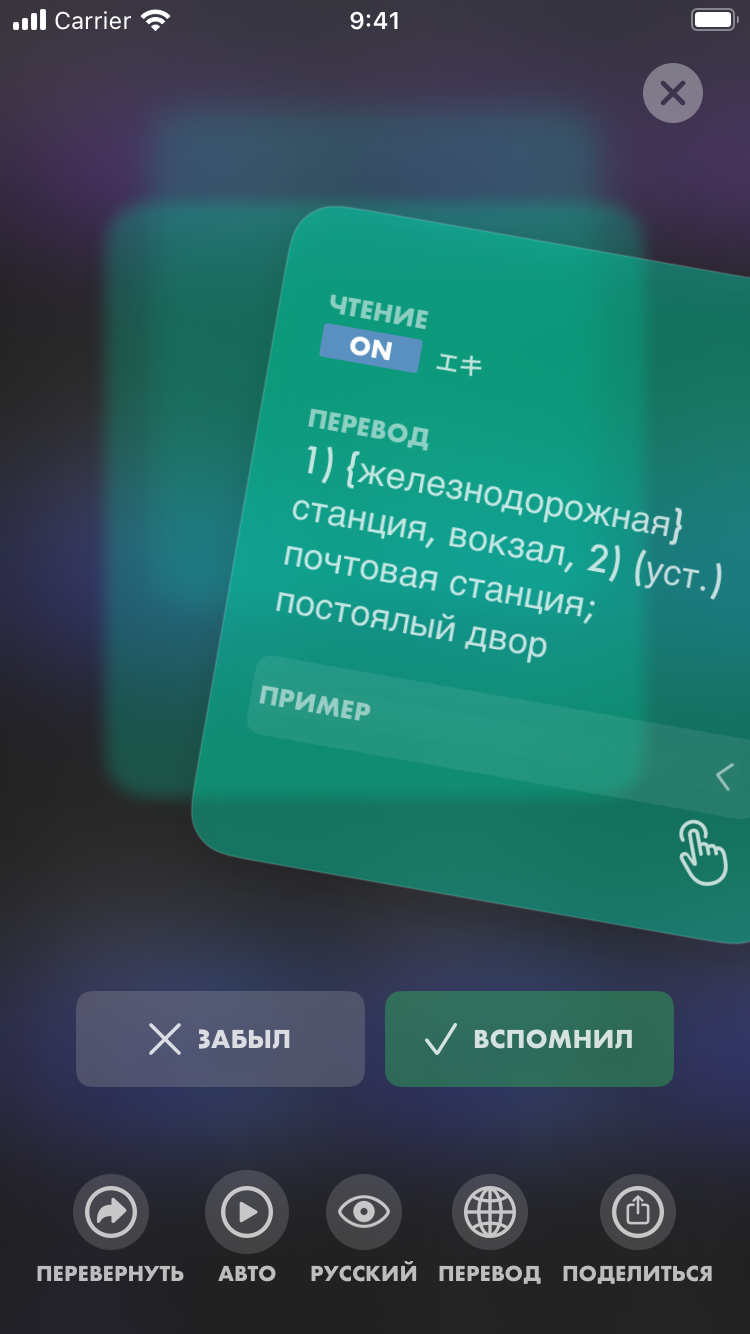 Carrier
9:41
ЧТЕНИЕ
ON エキ
ПЕРЕВОД
1) {железнодорожная}
станция, вокзал, 2) (уст.)
почтовая станция;
постоялый двор
ПРИМЕР
ЗАБЫЛ
ВСПОМНИЛ
ПЕРЕВЕРНУТЬ
АВТО
РУССКИЙ
ПЕРЕВОД
ПОДЕЛИТЬСЯ